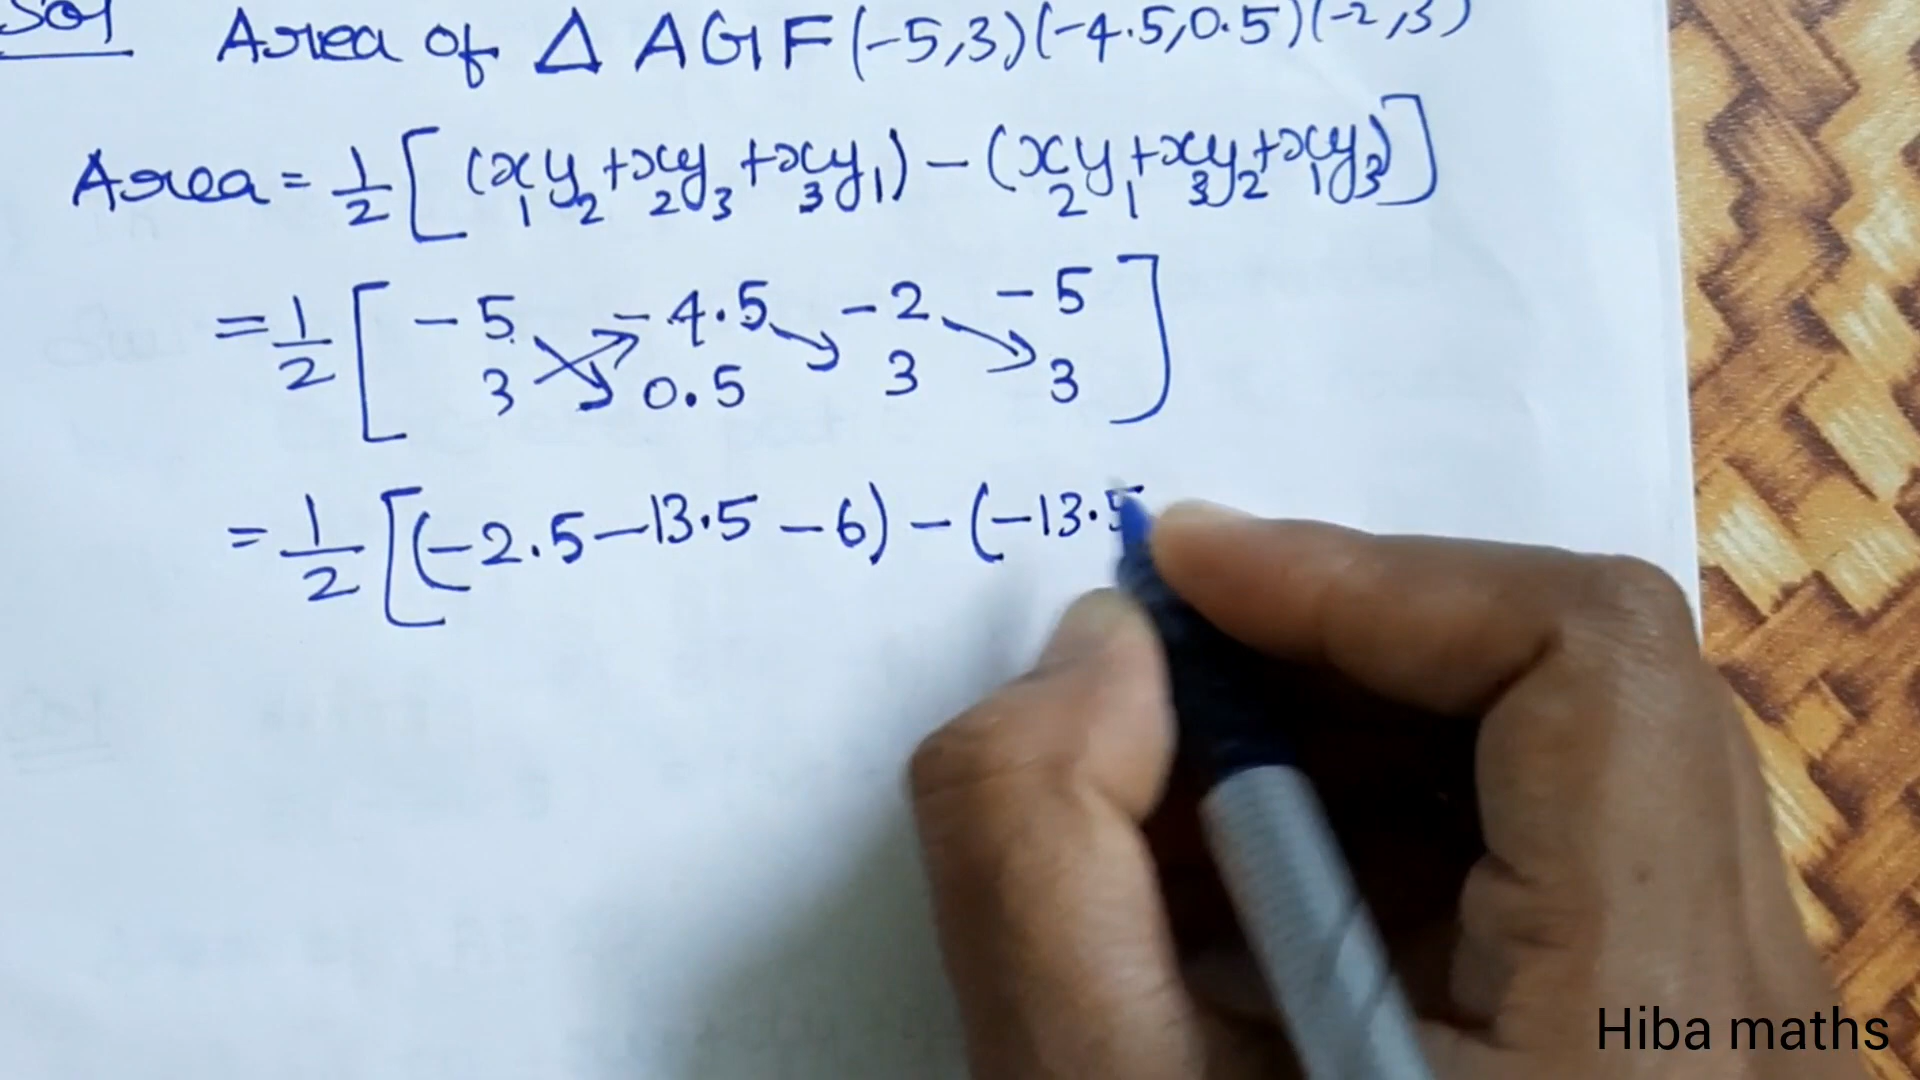 Sol Area of △ AGF(-5,3)(-4.5,0.5)(-2,3)
Area = 1/2 [(x₁y₂+x₂y₃+x₃y₁) - (x₂y₁+x₃y₂+x₁y₃)]
= 1/2 [ -5 -4.5 -2 -5
3 0.5 3 3 ]
= 1/2 [(-2.5-13.5-6) - (-13.5
Hiba maths